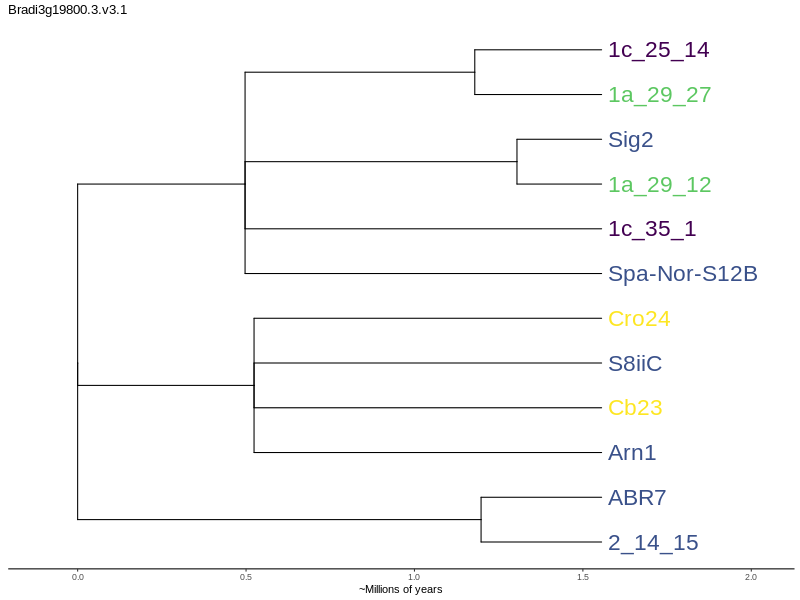 Bradi3g19800.3.v3.1
1c_25_14
1a_29_27
Sig2
1a_29_12
1c_35_1
Spa-Nor-S12B
Cro24
S8iiC
Cb23
Arn1
ABR7
2_14_15
0.0 0.5 1.0 1.5 2.0
~Millions of years